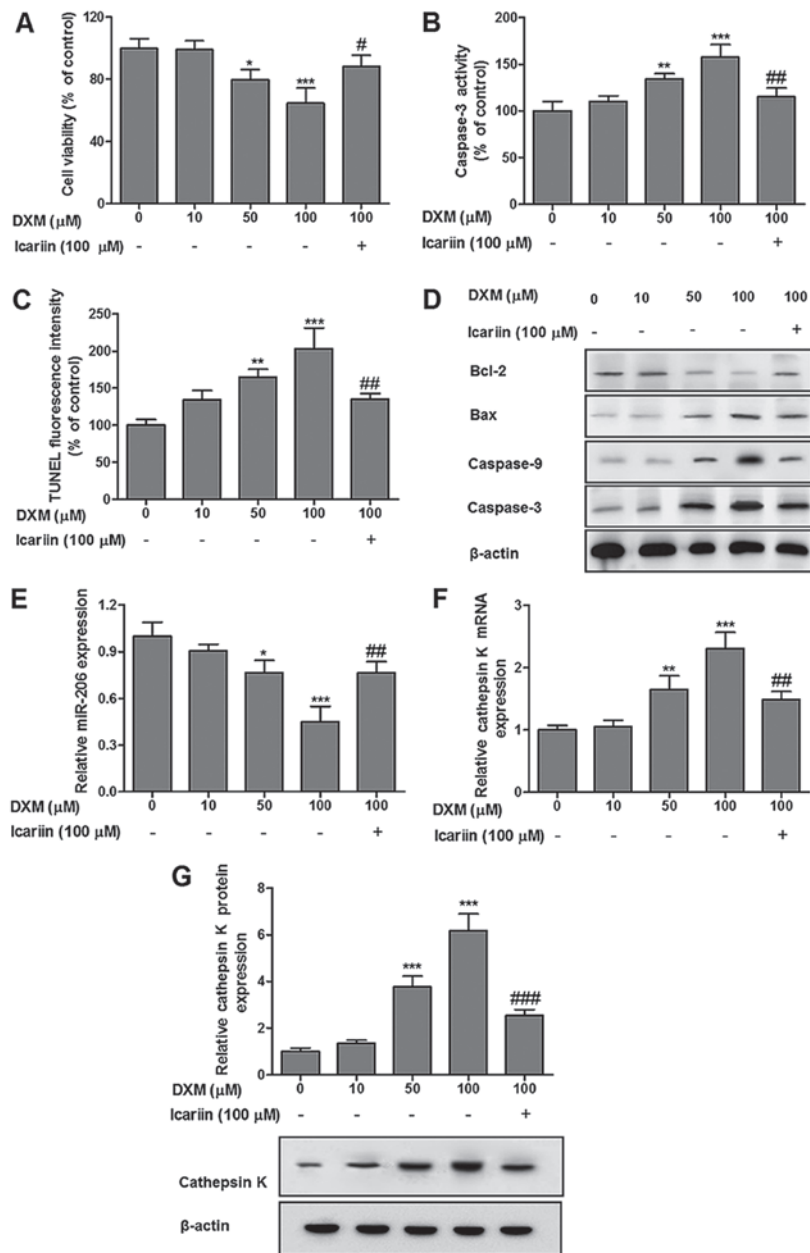 A
Cell viability (% of control)
120
100
80
60
40
20
0
* *** #
DXM (μM) 0 10 50 100 100
Icariin (100 μM) - - - - +
B
Caspase-3 activity
(% of control)
200
150
100
50
0
** *** ##
DXM (μM) 0 10 50 100 100
Icariin (100 μM) - - - - +
C
TUNEL fluorescence intensity
(% of control)
250
200
150
100
50
0
** *** ##
DXM (μM) 0 10 50 100 100
Icariin (100 μM) - - - - +
D
DXM (μM) 0 10 50 100 100
Icariin (100 μM) - - - - +
Bcl-2
Bax
Caspase-9
Caspase-3
β-actin
E
Relative miR-206 expression
1.2
0.9
0.6
0.3
0.0
* *** ##
DXM (μM) 0 10 50 100 100
Icariin (100 μM) - - - - +
F
Relative cathepsin K mRNA
expression
3
2
1
0
** *** ##
DXM (μM) 0 10 50 100 100
Icariin (100 μM) - - - - +
G
Relative cathepsin K protein
expression
8
6
4
2
0
*** *** ###
DXM (μM) 0 10 50 100 100
Icariin (100 μM) - - - - +
Cathepsin K
β-actin